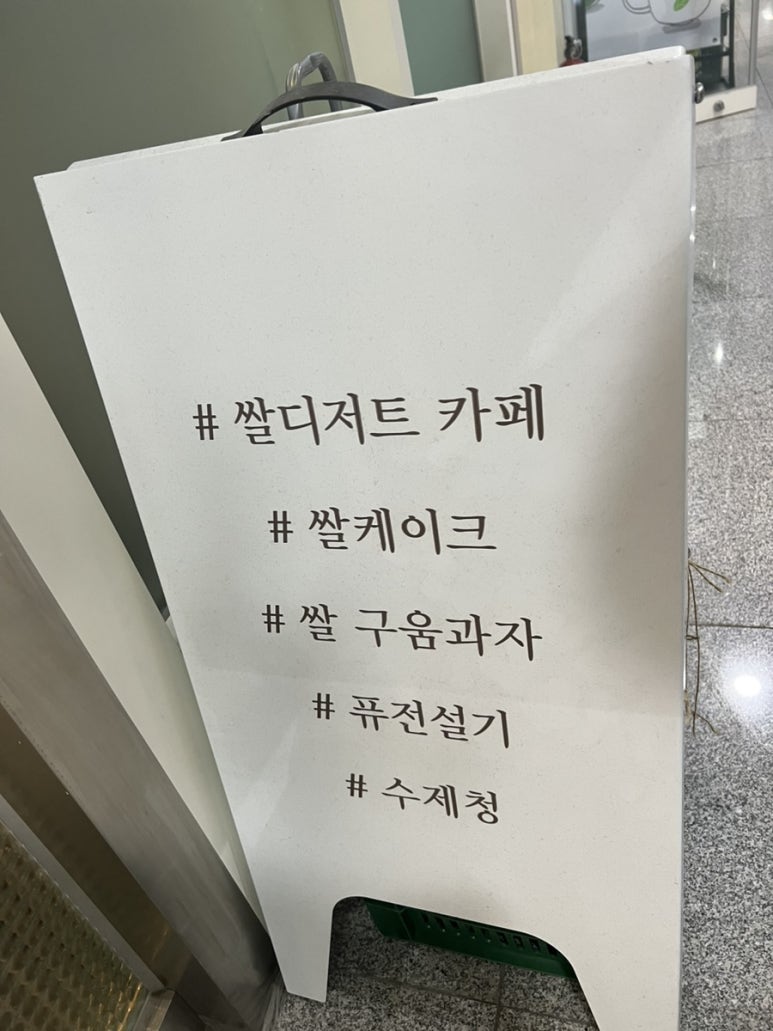 # 쌀디저트 카페
# 쌀케이크
# 쌀 구움과자
# 퓨전설기
# 수제청